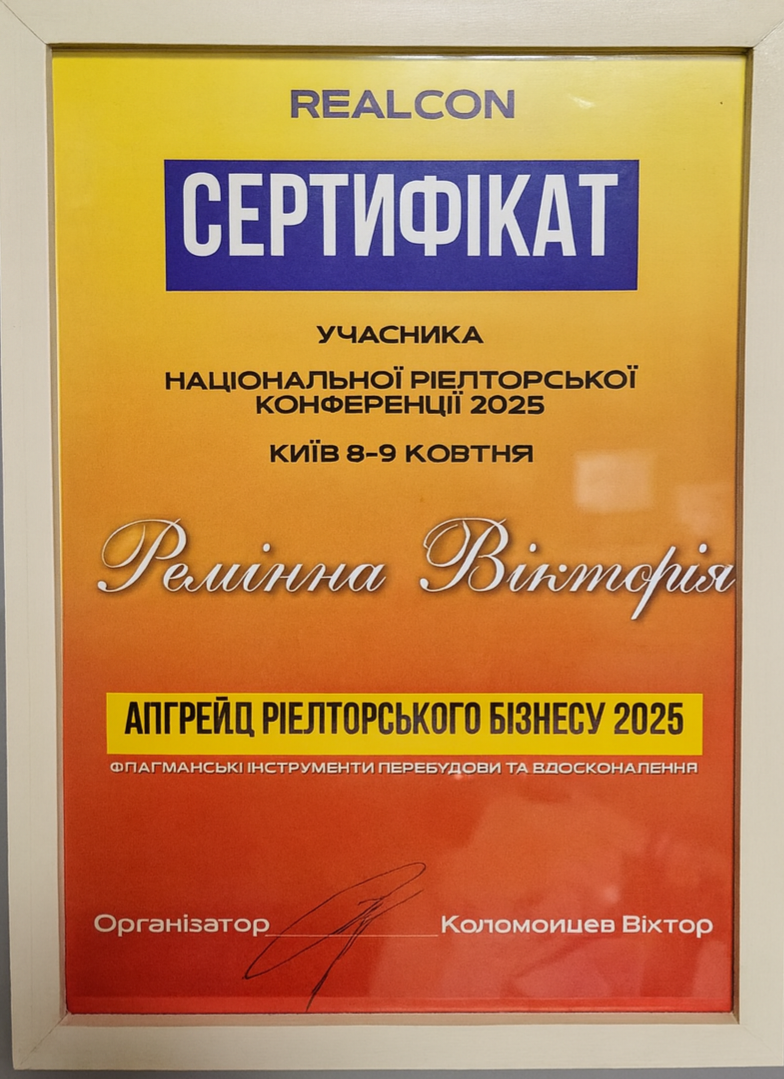 REALCON
СЕРТИФІКАТ
УЧАСНИКА
НАЦІОНАЛЬНОЇ РІЕЛТОРСЬКОЇ
КОНФЕРЕНЦІЇ 2025
КИЇВ 8-9 КОВТНЯ
Ремінна Вікторія
АПГРЕЙД РІЕЛТОРСЬКОГО БІЗНЕСУ 2025
ФЛАГМАНСЬКІ ІНСТРУМЕНТИ ПЕРЕБУДОВИ ТА ВДОСКОНАЛЕННЯ
Організатор Коломоицев Віхтор